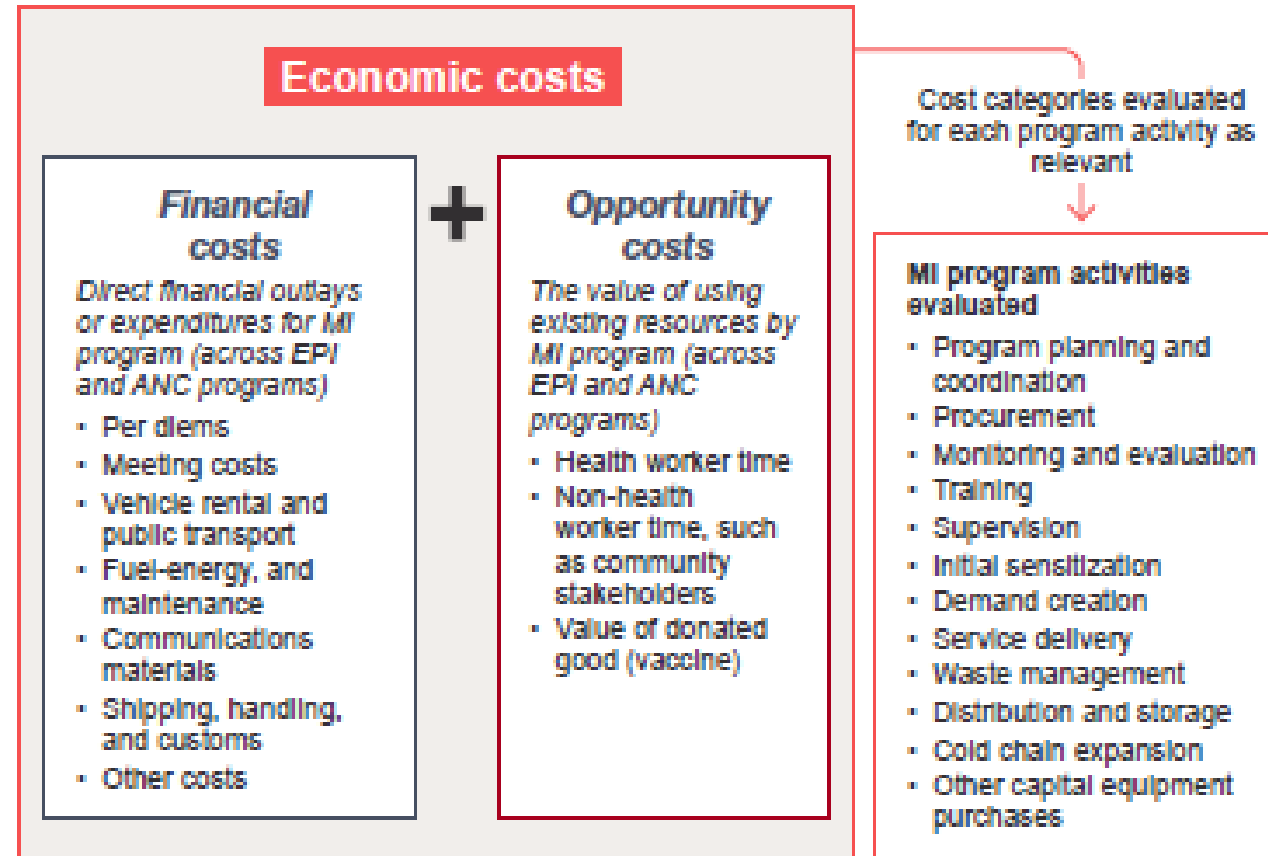 Economic costs
Financial
costs
Direct financial outlays
or expenditures for MI
program (across EPI
and ANC programs)
• Per diems
• Meeting costs
• Vehicle rental and
public transport
• Fuel-energy, and
maintenance
• Communications
materials
• Shipping, handling,
and customs
• Other costs
+
Opportunity
costs
The value of using
existing resources by
MI program (across
EPI and ANC
programs)
• Health worker time
• Non-health
worker time, such
as community
stakeholders
• Value of donated
good (vaccine)
Cost categories evaluated
for each program activity as
relevant
MI program activities
evaluated
• Program planning and
coordination
• Procurement
• Monitoring and evaluation
• Training
• Supervision
• Initial sensitization
• Demand creation
• Service delivery
• Waste management
• Distribution and storage
• Cold chain expansion
• Other capital equipment
purchases